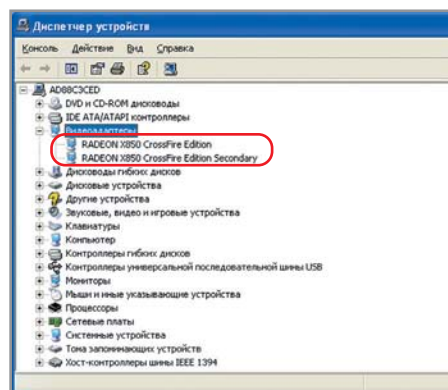 Диспетчер устройств
Консоль Действие Вид Справка
AD88C3CED
DVD и CD-ROM дисководы
IDE ATA/ATAPI контроллеры
Видеоадаптеры
RADEON X850 CrossFire Edition
RADEON X850 CrossFire Edition Secondary
Дисководы гибких дисков
Дисковые устройства
Другие устройства
Звуковые, видео и игровые устройства
Клавиатуры
Компьютер
Контроллеры гибких дисков
Контроллеры универсальной последовательной шины USB
Мониторы
Мыши и иные указывающие устройства
Процессоры
Сетевые платы
Системные устройства
Тома запоминающих устройств
Хост-контроллеры шины IEEE 1394